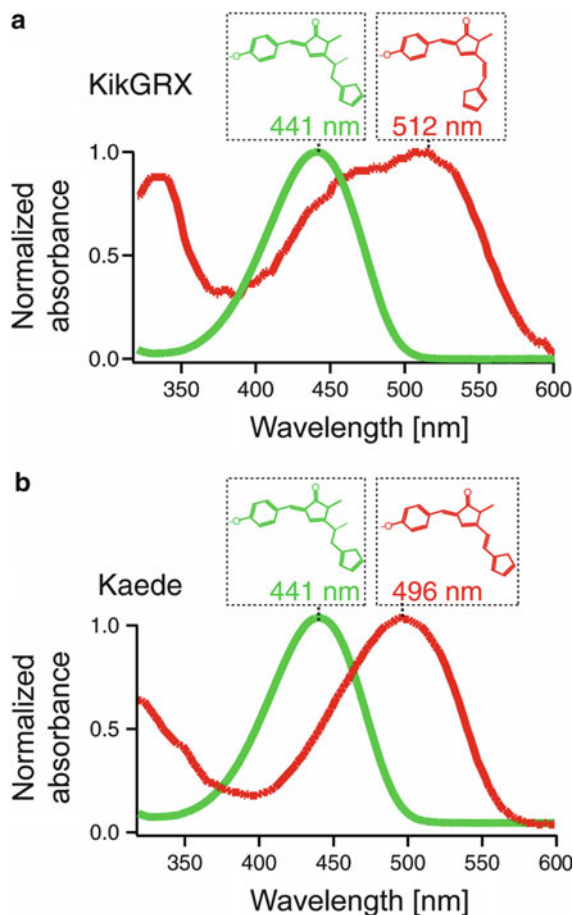 a
KikGRX
441 nm
512 nm
Normalized
absorbance
1.0
0.5
0.0
350
400
450
500
550
600
Wavelength [nm]
b
Kaede
441 nm
496 nm
Normalized
absorbance
1.0
0.5
0.0
350
400
450
500
550
600
Wavelength [nm]